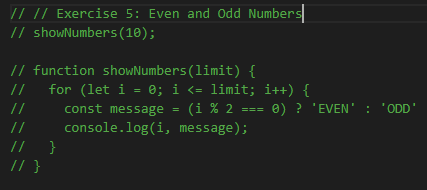 // // Exercise 5: Even and Odd Numbers
// showNumbers(10);

// function showNumbers(limit) {
//   for (let i = 0; i <= limit; i++) {
//     const message = (i % 2 === 0) ? 'EVEN' : 'ODD'
//     console.log(i, message);
//   }
// }